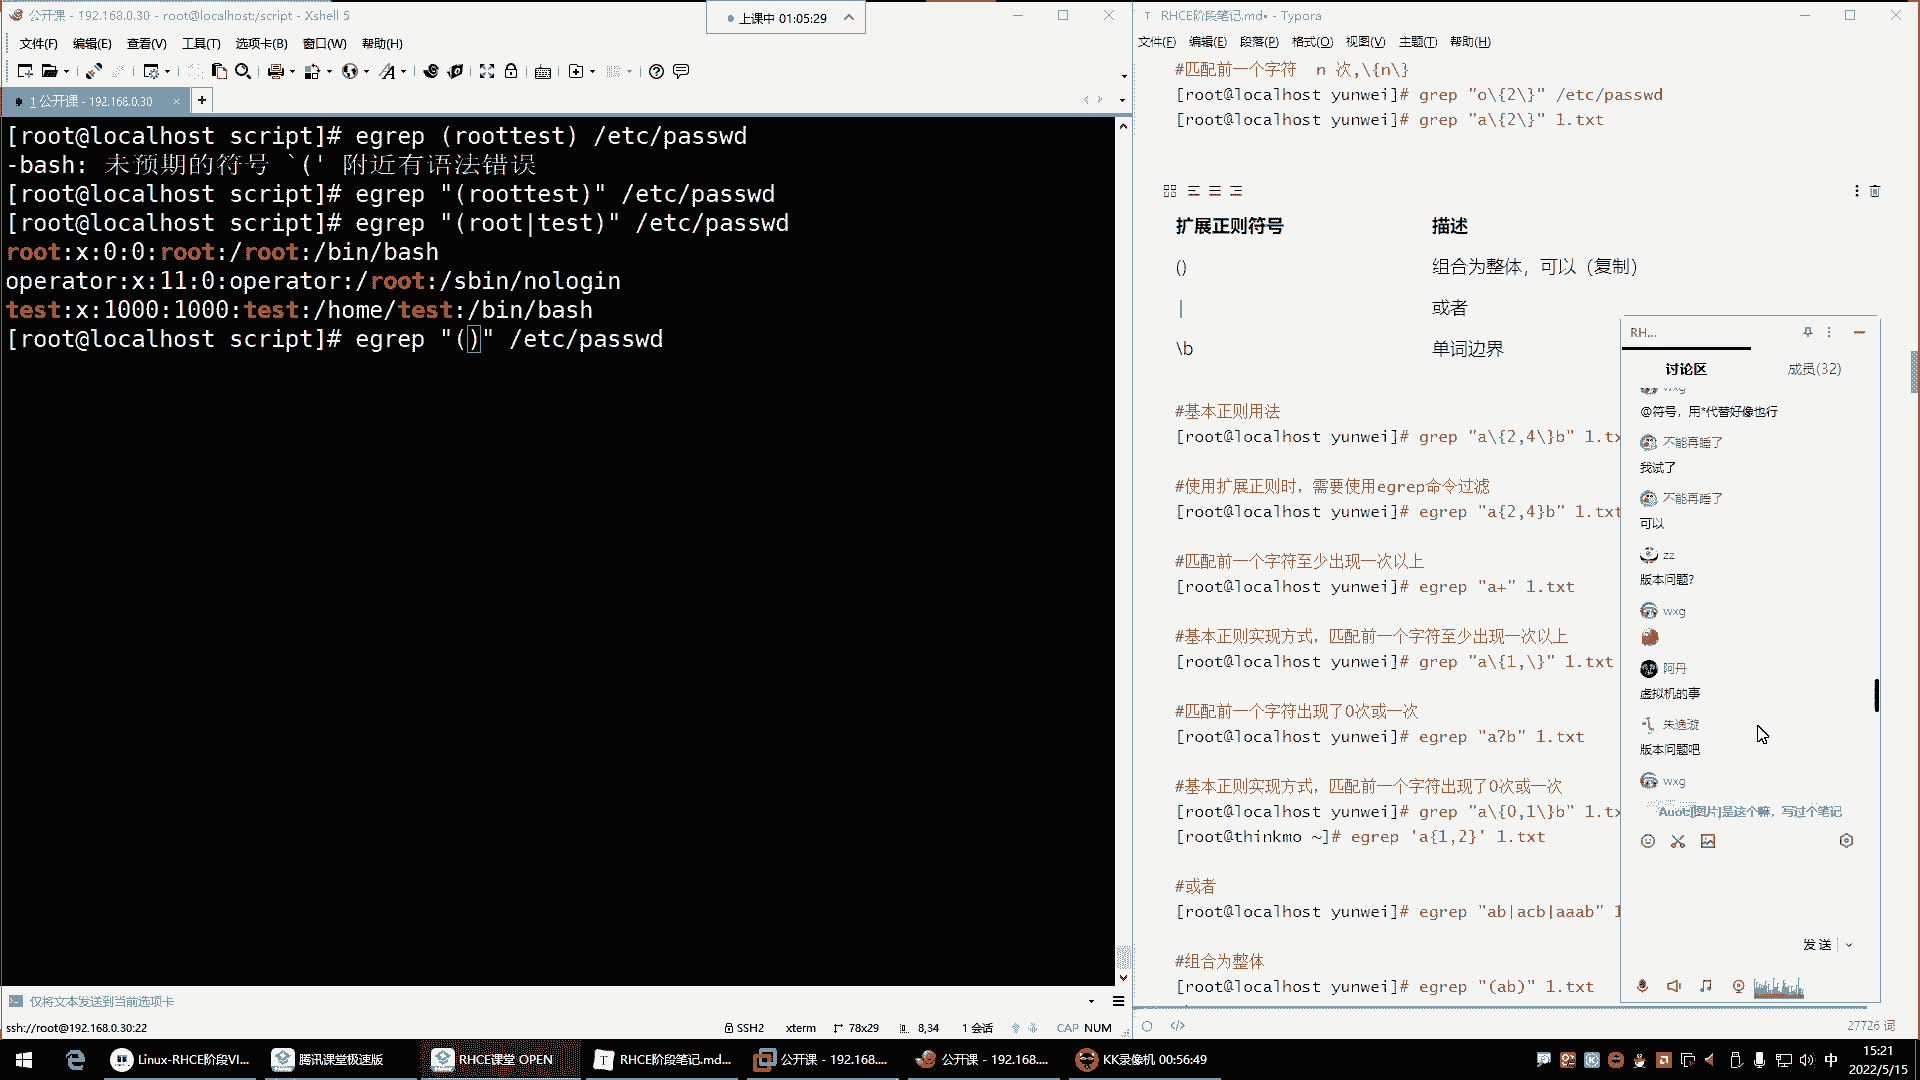 公开课 - 192.168.0.30 - root@localhost:/script - Xshell 5
文件(F) 编辑(E) 查看(V) 工具(T) 选项卡(B) 窗口(W) 帮助(H)
1 公开课 - 192.168.0.30 × +
[root@localhost script]# egrep (roottest) /etc/passwd
-bash: 未预期的符号 `(' 附近有语法错误
[root@localhost script]# egrep "(roottest)" /etc/passwd
[root@localhost script]# egrep "(root|test)" /etc/passwd
root:x:0:0:root:/root:/bin/bash
operator:x:11:0:operator:/root:/sbin/nologin
test:x:1000:1000:test:/home/test:/bin/bash
[root@localhost script]# egrep "()" /etc/passwd
仅将文本发送到当前选项卡
ssh://root@192.168.0.30:22
SSH2 xterm 78x29 8,34 1 会话 CAP NUM
上课中 01:05:29
RHCE阶段笔记.md• - Typora
文件(F) 编辑(E) 段落(P) 格式(O) 视图(V) 主题(T) 帮助(H)
#匹配前一个字符 n 次,\{n\}
[root@localhost yunwei]# grep "o\{2\}" /etc/passwd
[root@localhost yunwei]# grep "a\{2\}" 1.txt
扩展正则符号 描述
() 组合为整体，可以（复制）
| 或者
\b 单词边界
#基本正则用法
[root@localhost yunwei]# grep "a\{2,4\}b" 1.tx
#使用扩展正则时，需要使用egrep命令过滤
[root@localhost yunwei]# egrep "a{2,4}b" 1.txt
#匹配前一个字符至少出现一次以上
[root@localhost yunwei]# egrep "a+" 1.txt
#基本正则实现方式，匹配前一个字符至少出现一次以上
[root@localhost yunwei]# grep "a\{1,\}" 1.txt
#匹配前一个字符出现了0次或一次
[root@localhost yunwei]# egrep "a?b" 1.txt
#基本正则实现方式，匹配前一个字符出现了0次或一次
[root@localhost yunwei]# grep "a\{0,1\}b" 1.tx
[root@thinkmo ~]# egrep 'a{1,2}' 1.txt
#或者
[root@localhost yunwei]# egrep "ab|acb|aaab" 1
#组合为整体
[root@localhost yunwei]# egrep "(ab)" 1.txt
27726 词
RH...
讨论区 成员(32)
wxg
@符号，用*代替好像也行
不能再睡了
我试了
不能再睡了
可以
zz
版本问题?
wxg
阿丹
虚拟机的事
朱逸璇
版本问题吧
wxg
Auot:[图片]是这个嘛，写过个笔记
发送
Linux-RHCE阶段VI... 腾讯课堂极速版 RHCE课堂 OPEN RHCE阶段笔记.md... 公开课 - 192.168.... 公开课 - 192.168.... KK录像机 00:56:49
中
15:21
2022/5/15